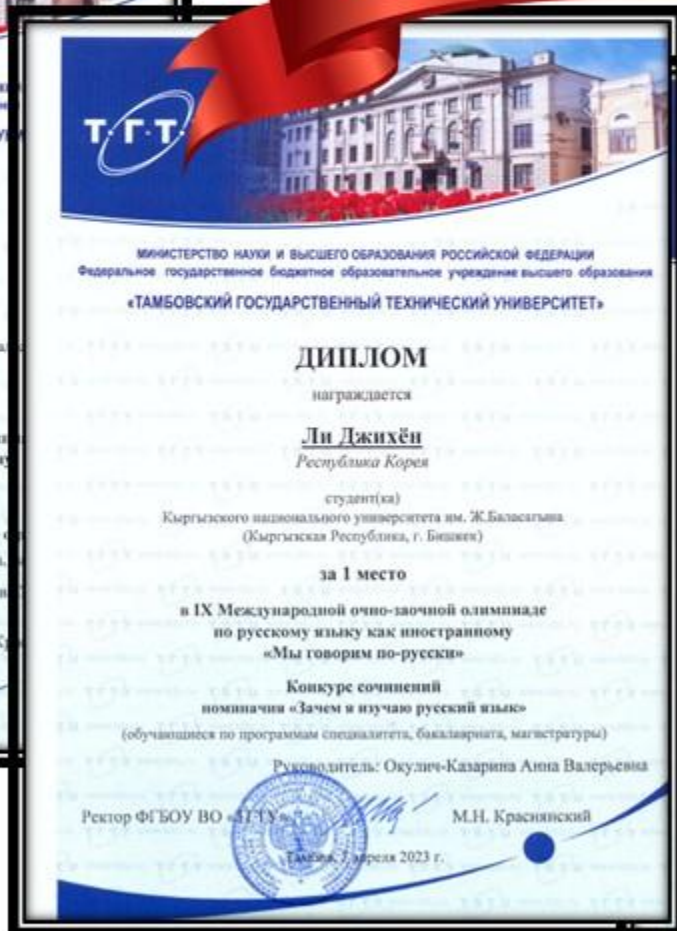 Т·Г·Т·
МИНИСТЕРСТВО НАУКИ И ВЫСШЕГО ОБРАЗОВАНИЯ РОССИЙСКОЙ ФЕДЕРАЦИИ
Федеральное государственное бюджетное образовательное учреждение высшего образования
«ТАМБОВСКИЙ ГОСУДАРСТВЕННЫЙ ТЕХНИЧЕСКИЙ УНИВЕРСИТЕТ»
ДИПЛОМ
награждается
Ли Джихён
Республика Корея
студент(ка)
Кыргызского национального университета им. Ж.Баласагына
(Кыргызская Республика, г. Бишкек)
за 1 место
в IX Международной очно-заочной олимпиаде
по русскому языку как иностранному
«Мы говорим по-русски»
Конкурс сочинений
номинация «Зачем я изучаю русский язык»
(обучающиеся по программам специалитета, бакалавриата, магистратуры)
Руководитель: Окулич-Казарина Анна Валерьевна
Ректор ФГБОУ ВО «ТГТУ» М.Н. Краснянский
Тамбов, 7 апреля 2023 г.